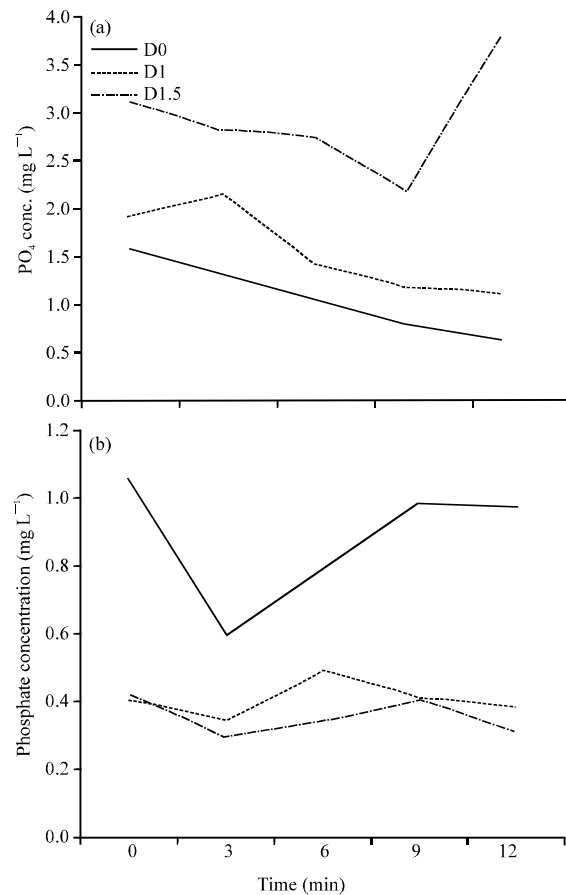 (a)
D0
D1
D1.5
PO₄ conc. (mg L⁻¹)
4.0
3.5
3.0
2.5
2.0
1.5
1.0
0.5
0.0
(b)
Phosphate concentration (mg L⁻¹)
1.2
1.0
0.8
0.6
0.4
0.2
0.0
0 3 6 9 12
Time (min)